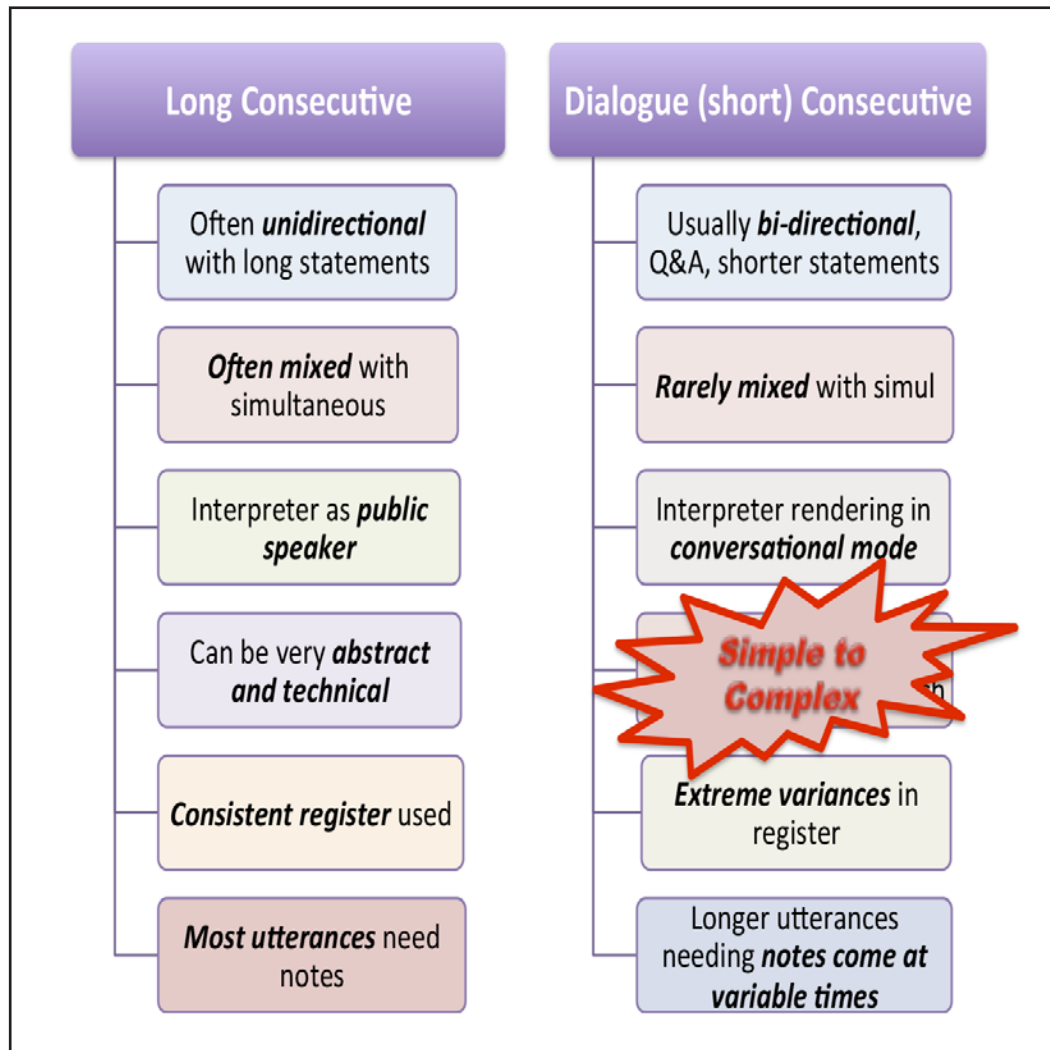 Long Consecutive
Often unidirectional
with long statements
Often mixed with
simultaneous
Interpreter as public
speaker
Can be very abstract
and technical
Consistent register used
Most utterances need
notes
Dialogue (short) Consecutive
Usually bi-directional,
Q&A, shorter statements
Rarely mixed with simul
Interpreter rendering in
conversational mode
Simple to
Complex
Extreme variances in
register
Longer utterances
needing notes come at
variable times